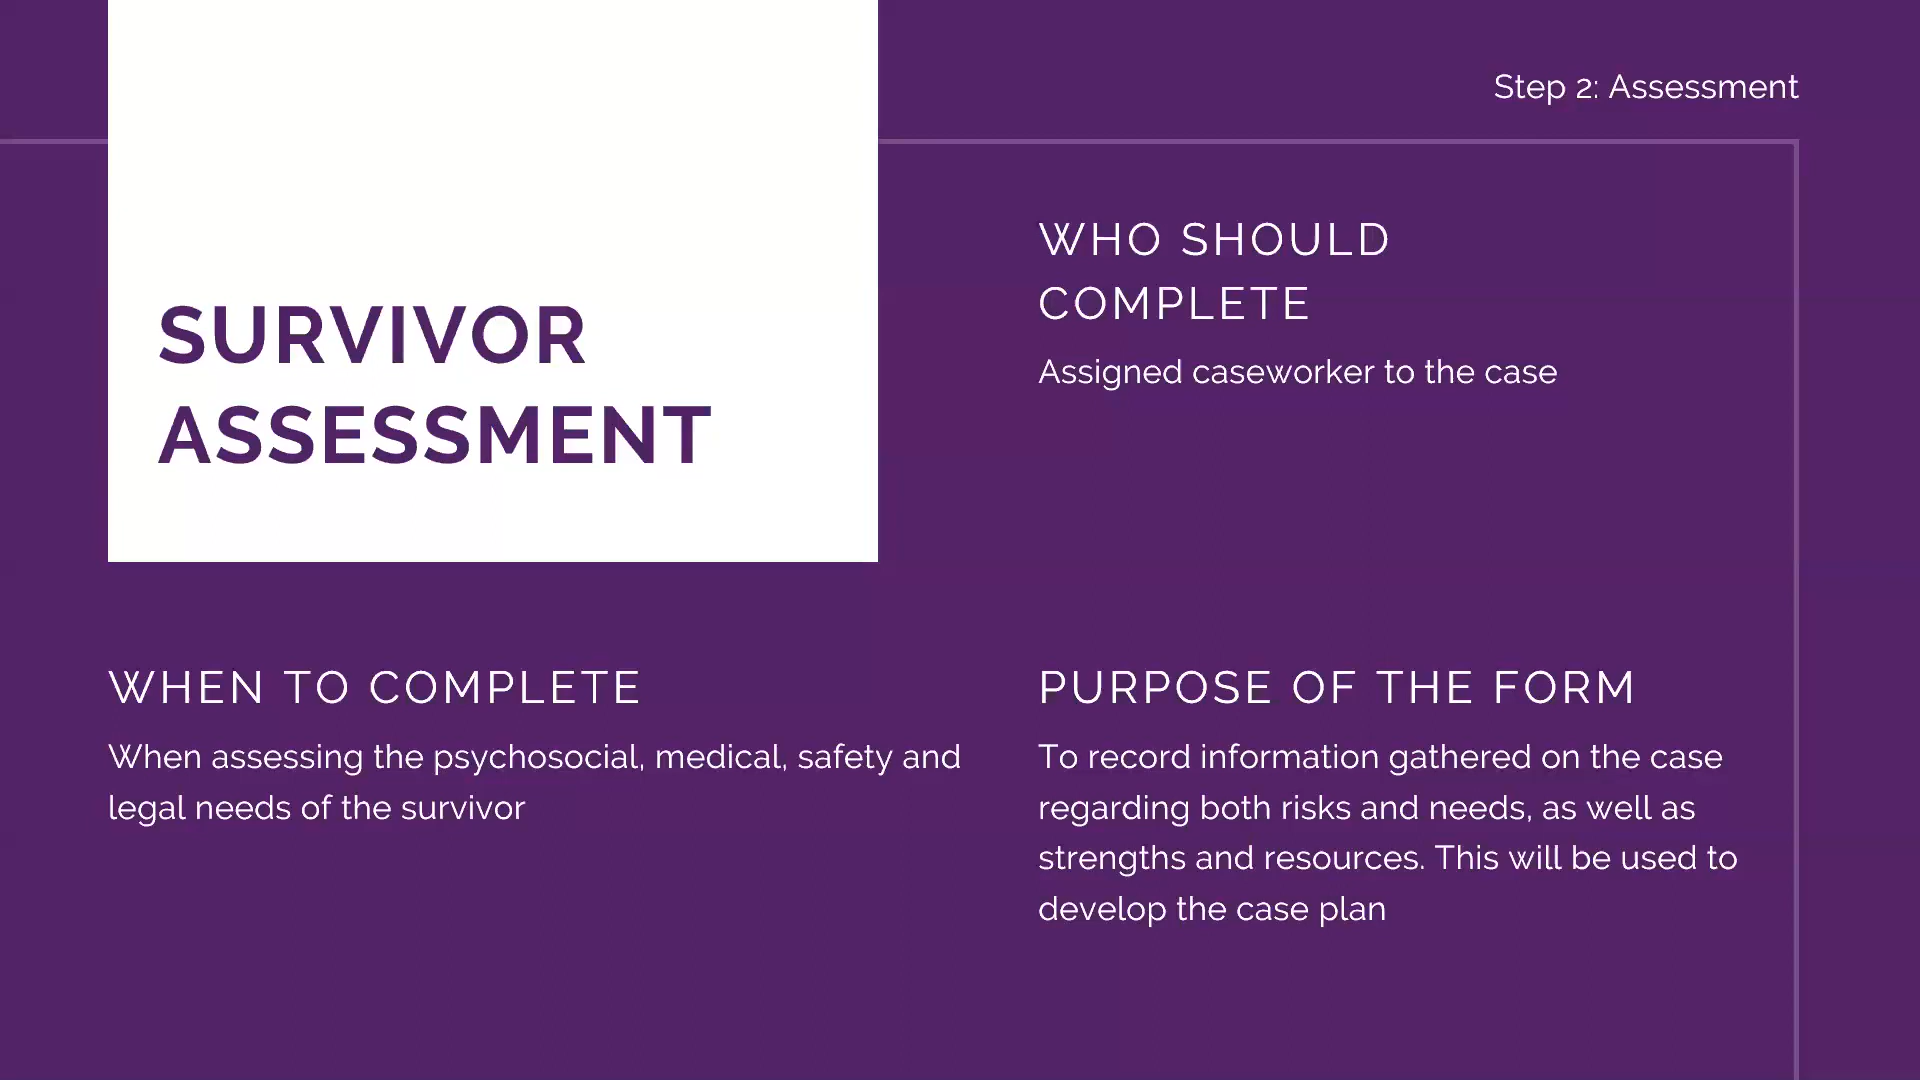 Step 2: Assessment
SURVIVOR
ASSESSMENT
WHO SHOULD
COMPLETE
Assigned caseworker to the case
WHEN TO COMPLETE
When assessing the psychosocial, medical, safety and
legal needs of the survivor
PURPOSE OF THE FORM
To record information gathered on the case
regarding both risks and needs, as well as
strengths and resources. This will be used to
develop the case plan